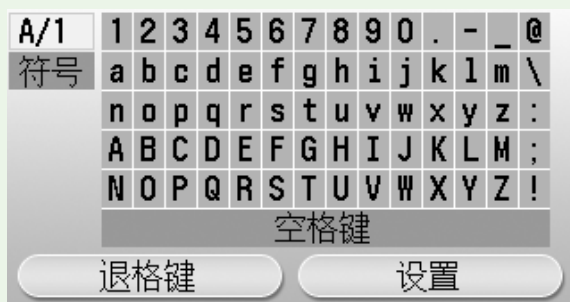 A/1 1 2 3 4 5 6 7 8 9 0 . - _ @
符号 a b c d e f g h i j k l m \
n o p q r s t u v w x y z :
A B C D E F G H I J K L M ;
N O P Q R S T U V W X Y Z !
空格键
退格键 设置